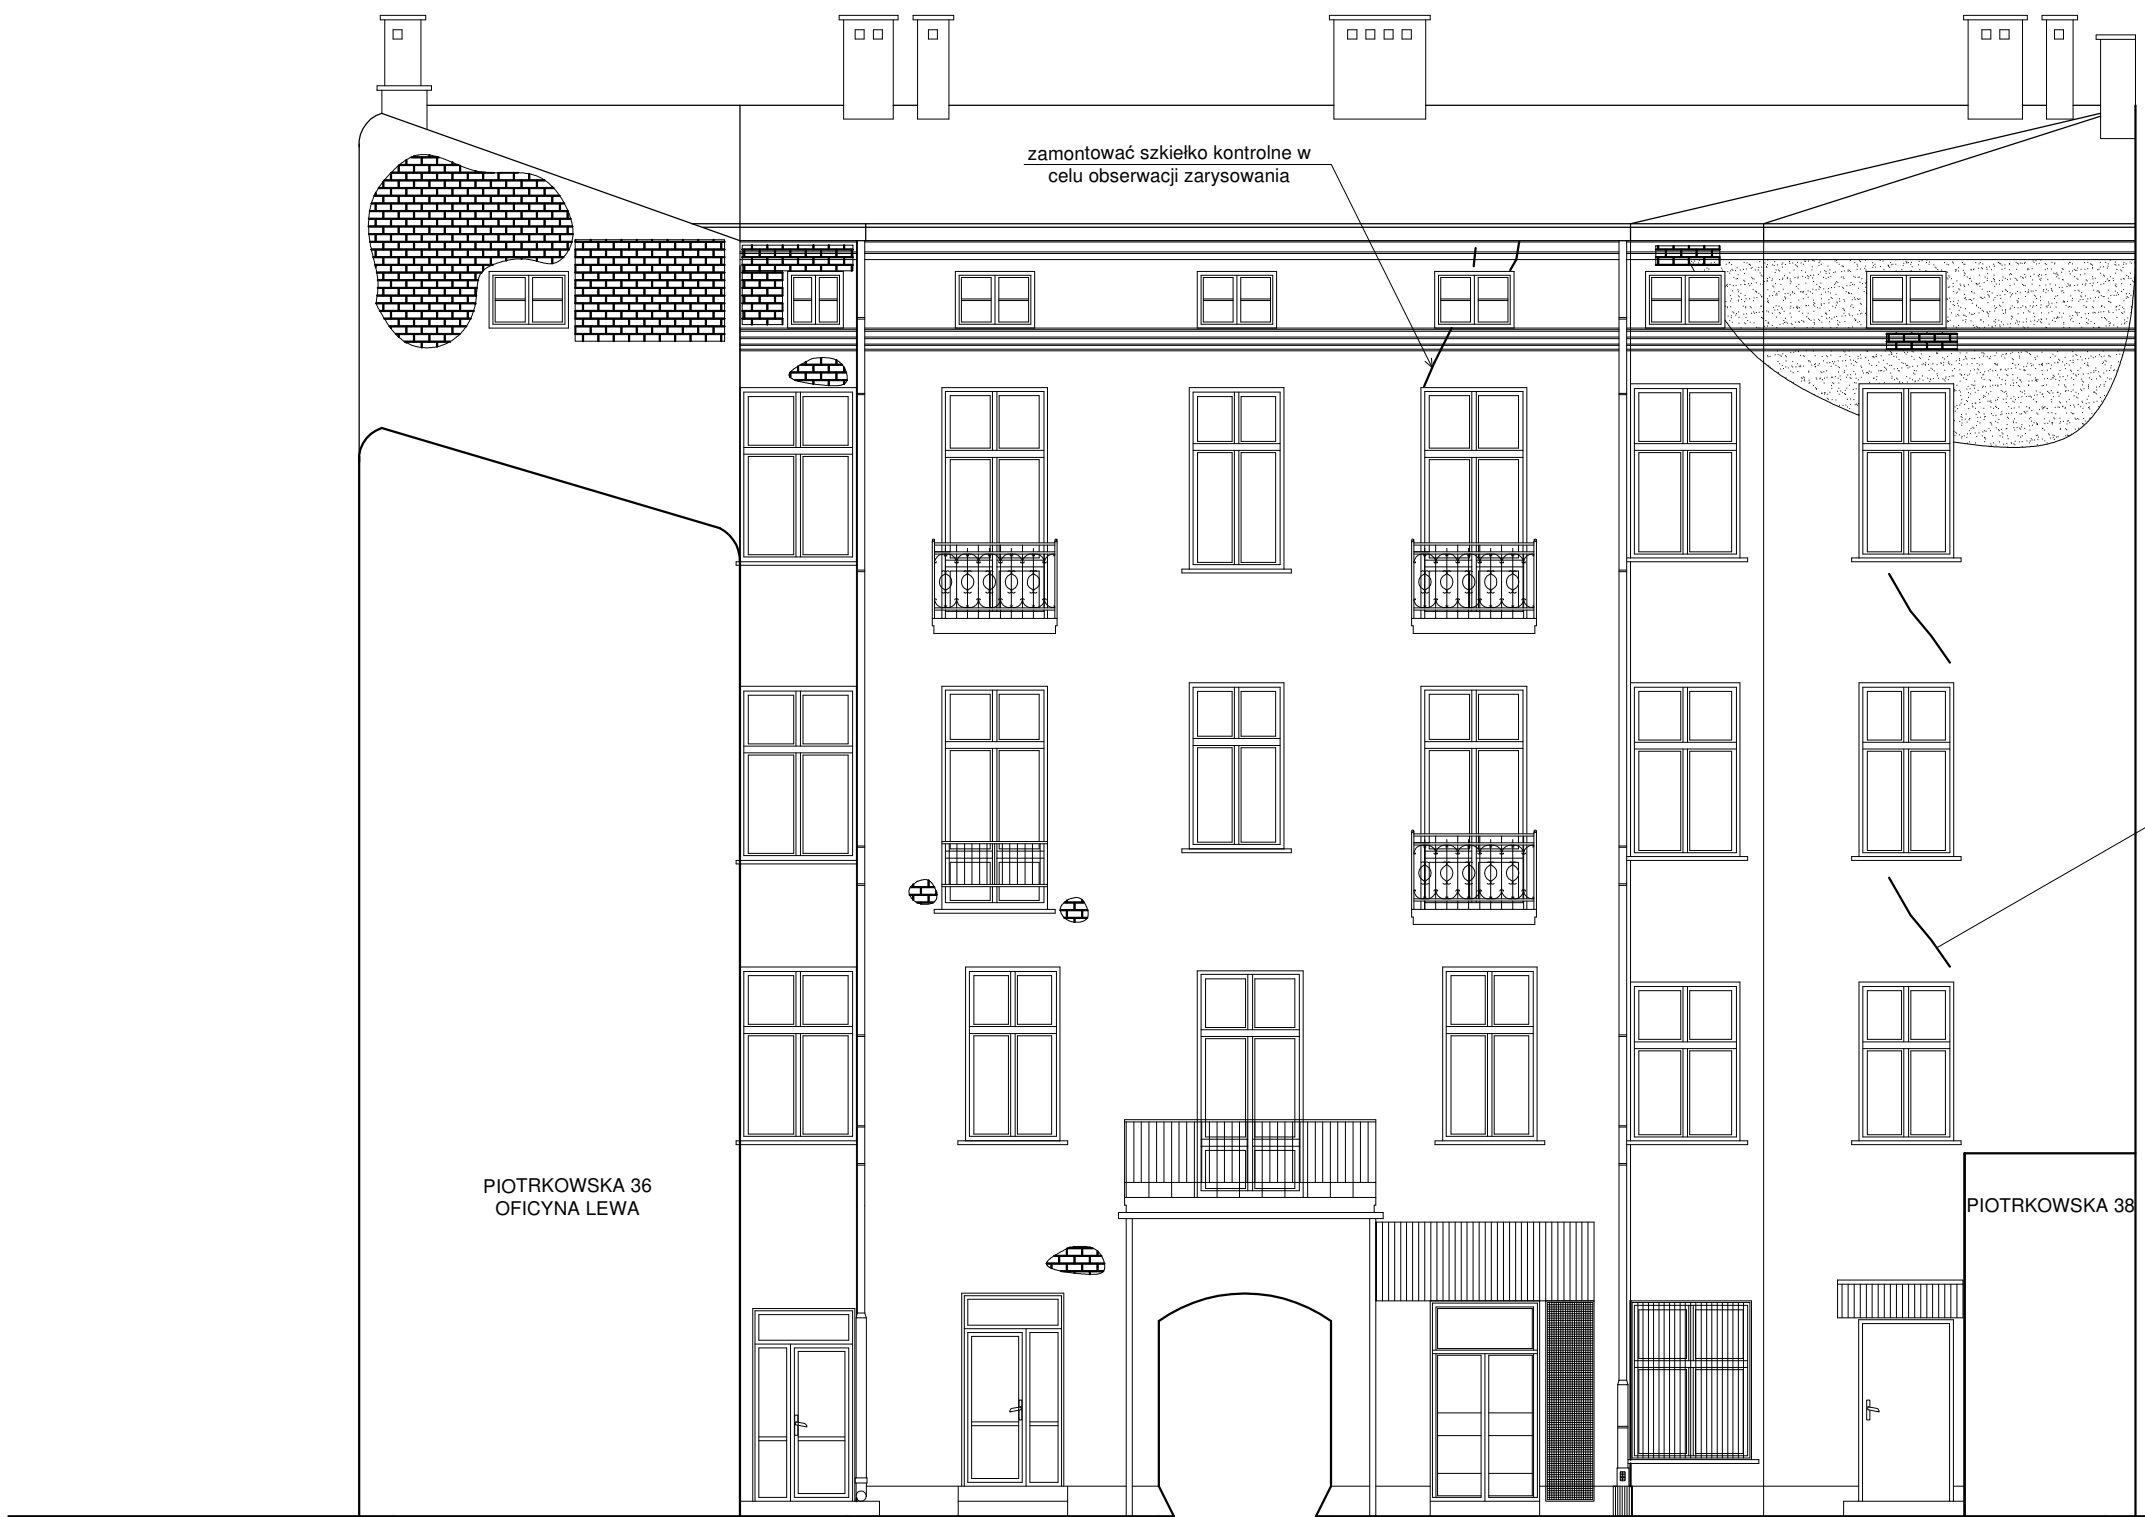 zamontować szkiełko kontrolne w
celu obserwacji zarysowania
PIOTRKOWSKA 36
OFICYNA LEWA
PIOTRKOWSKA 38